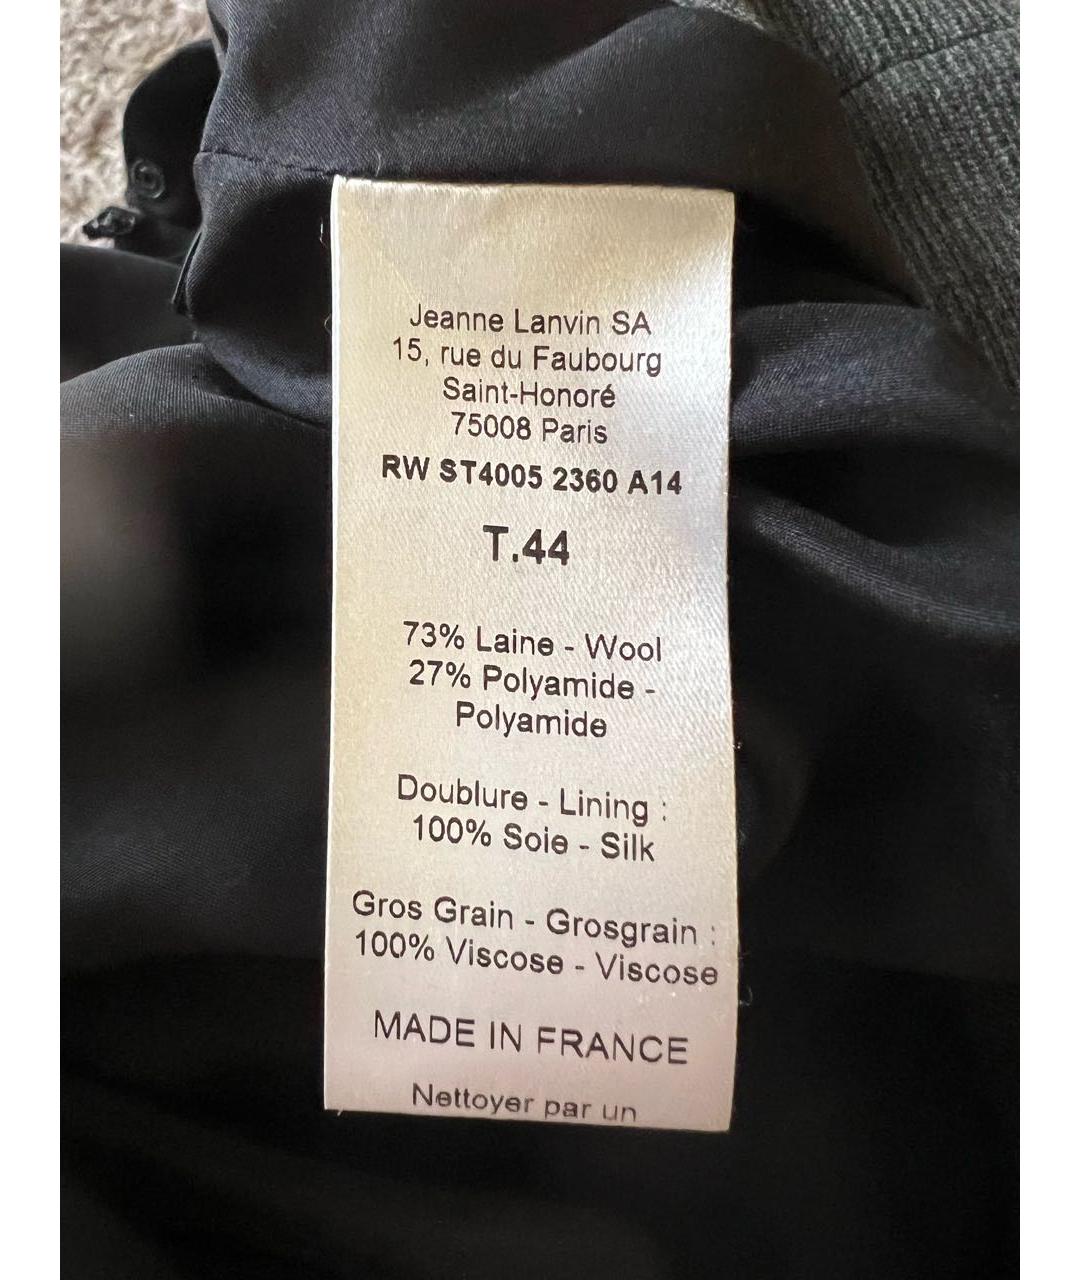 Jeanne Lanvin SA
15, rue du Faubourg
Saint-Honoré
75008 Paris
RW ST4005 2360 A14
T.44
73% Laine - Wool
27% Polyamide -
Polyamide
Doublure - Lining :
100% Soie - Silk
Gros Grain - Grosgrain :
100% Viscose - Viscose
MADE IN FRANCE
Nettoyer par un